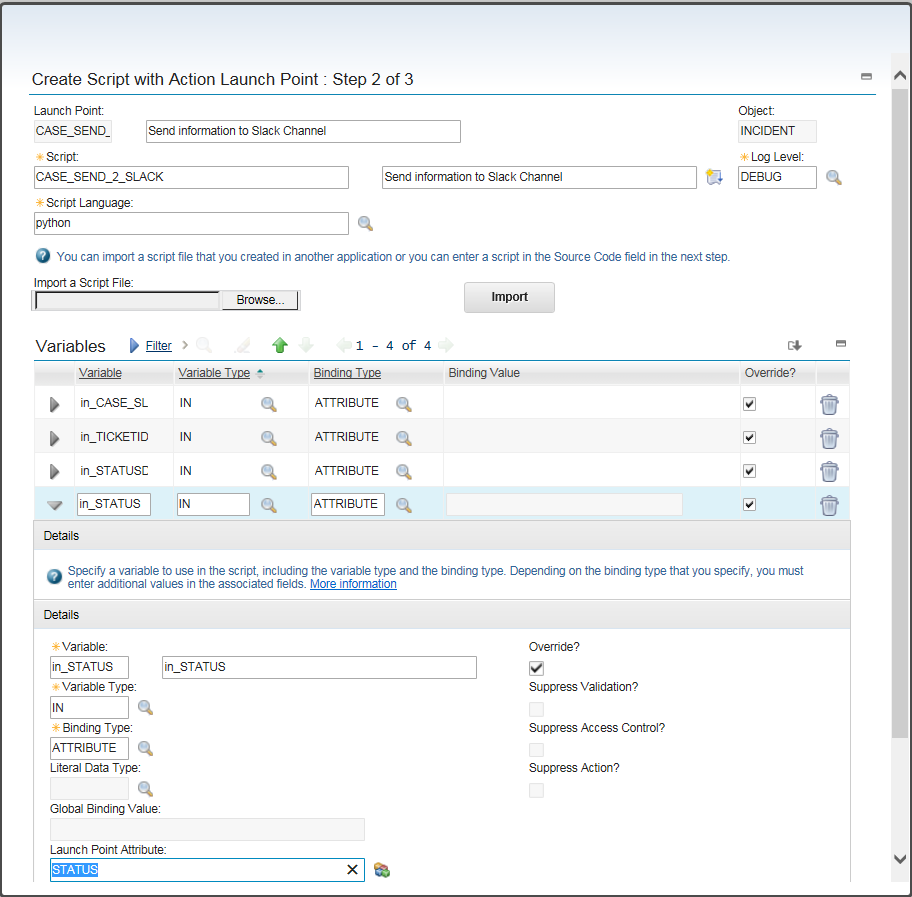 Create Script with Action Launch Point : Step 2 of 3
Launch Point:
Object:
CASE_SEND_
Send information to Slack Channel
INCIDENT
Script:
Log Level:
CASE_SEND_2_SLACK
Send information to Slack Channel
DEBUG
Script Language:
python
You can import a script file that you created in another application or you can enter a script in the Source Code field in the next step.
Import a Script File:
Browse...
Import
Variables
Filter
1 - 4 of 4
Variable
Variable Type
Binding Type
Binding Value
Override?
in_CASE_SL
IN
ATTRIBUTE
in_TICKETID
IN
ATTRIBUTE
in_STATUSD
IN
ATTRIBUTE
in_STATUS
IN
ATTRIBUTE
Details
Specify a variable to use in the script, including the variable type and the binding type. Depending on the binding type that you specify, you must
enter additional values in the associated fields. More information
Details
Variable:
Override?
in_STATUS
in_STATUS
Variable Type:
Suppress Validation?
IN
Binding Type:
Suppress Access Control?
ATTRIBUTE
Literal Data Type:
Suppress Action?
Global Binding Value:
Launch Point Attribute:
STATUS